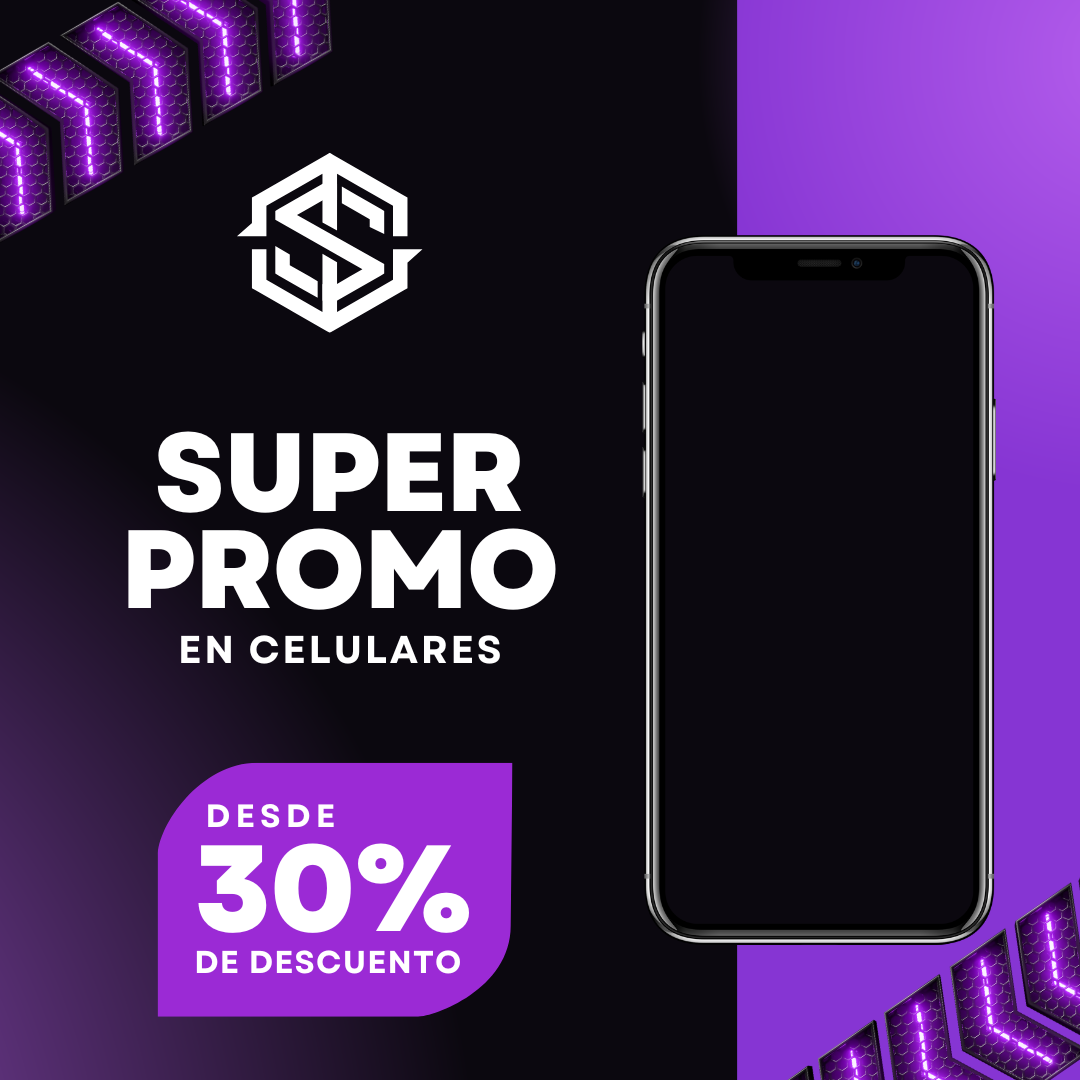 SUPER
PROMO
EN CELULARES
DESDE
30%
DE DESCUENTO